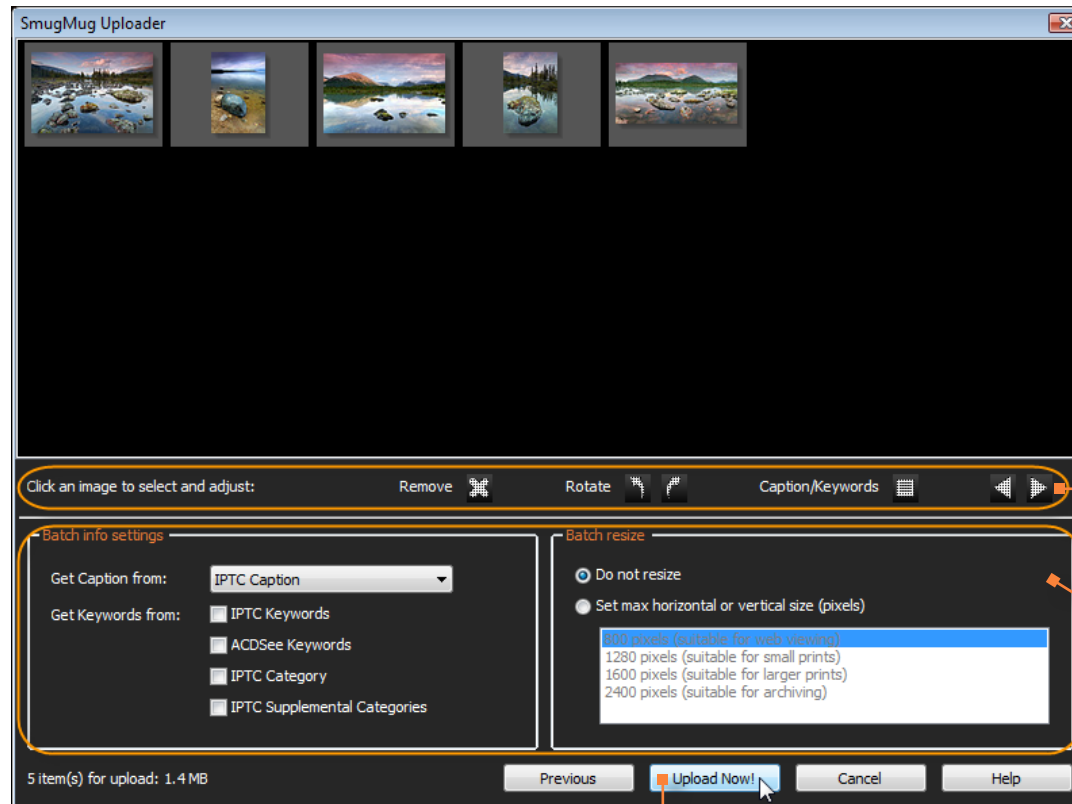 SmugMug Uploader
Click an image to select and adjust: Remove Rotate Caption/Keywords
Batch info settings
Get Caption from: IPTC Caption
Get Keywords from: IPTC Keywords
ACDSee Keywords
IPTC Category
IPTC Supplemental Categories
Batch resize
Do not resize
Set max horizontal or vertical size (pixels)
800 pixels (suitable for web viewing)
1280 pixels (suitable for small prints)
1600 pixels (suitable for larger prints)
2400 pixels (suitable for archiving)
5 item(s) for upload: 1.4 MB Previous Upload Now! Cancel Help